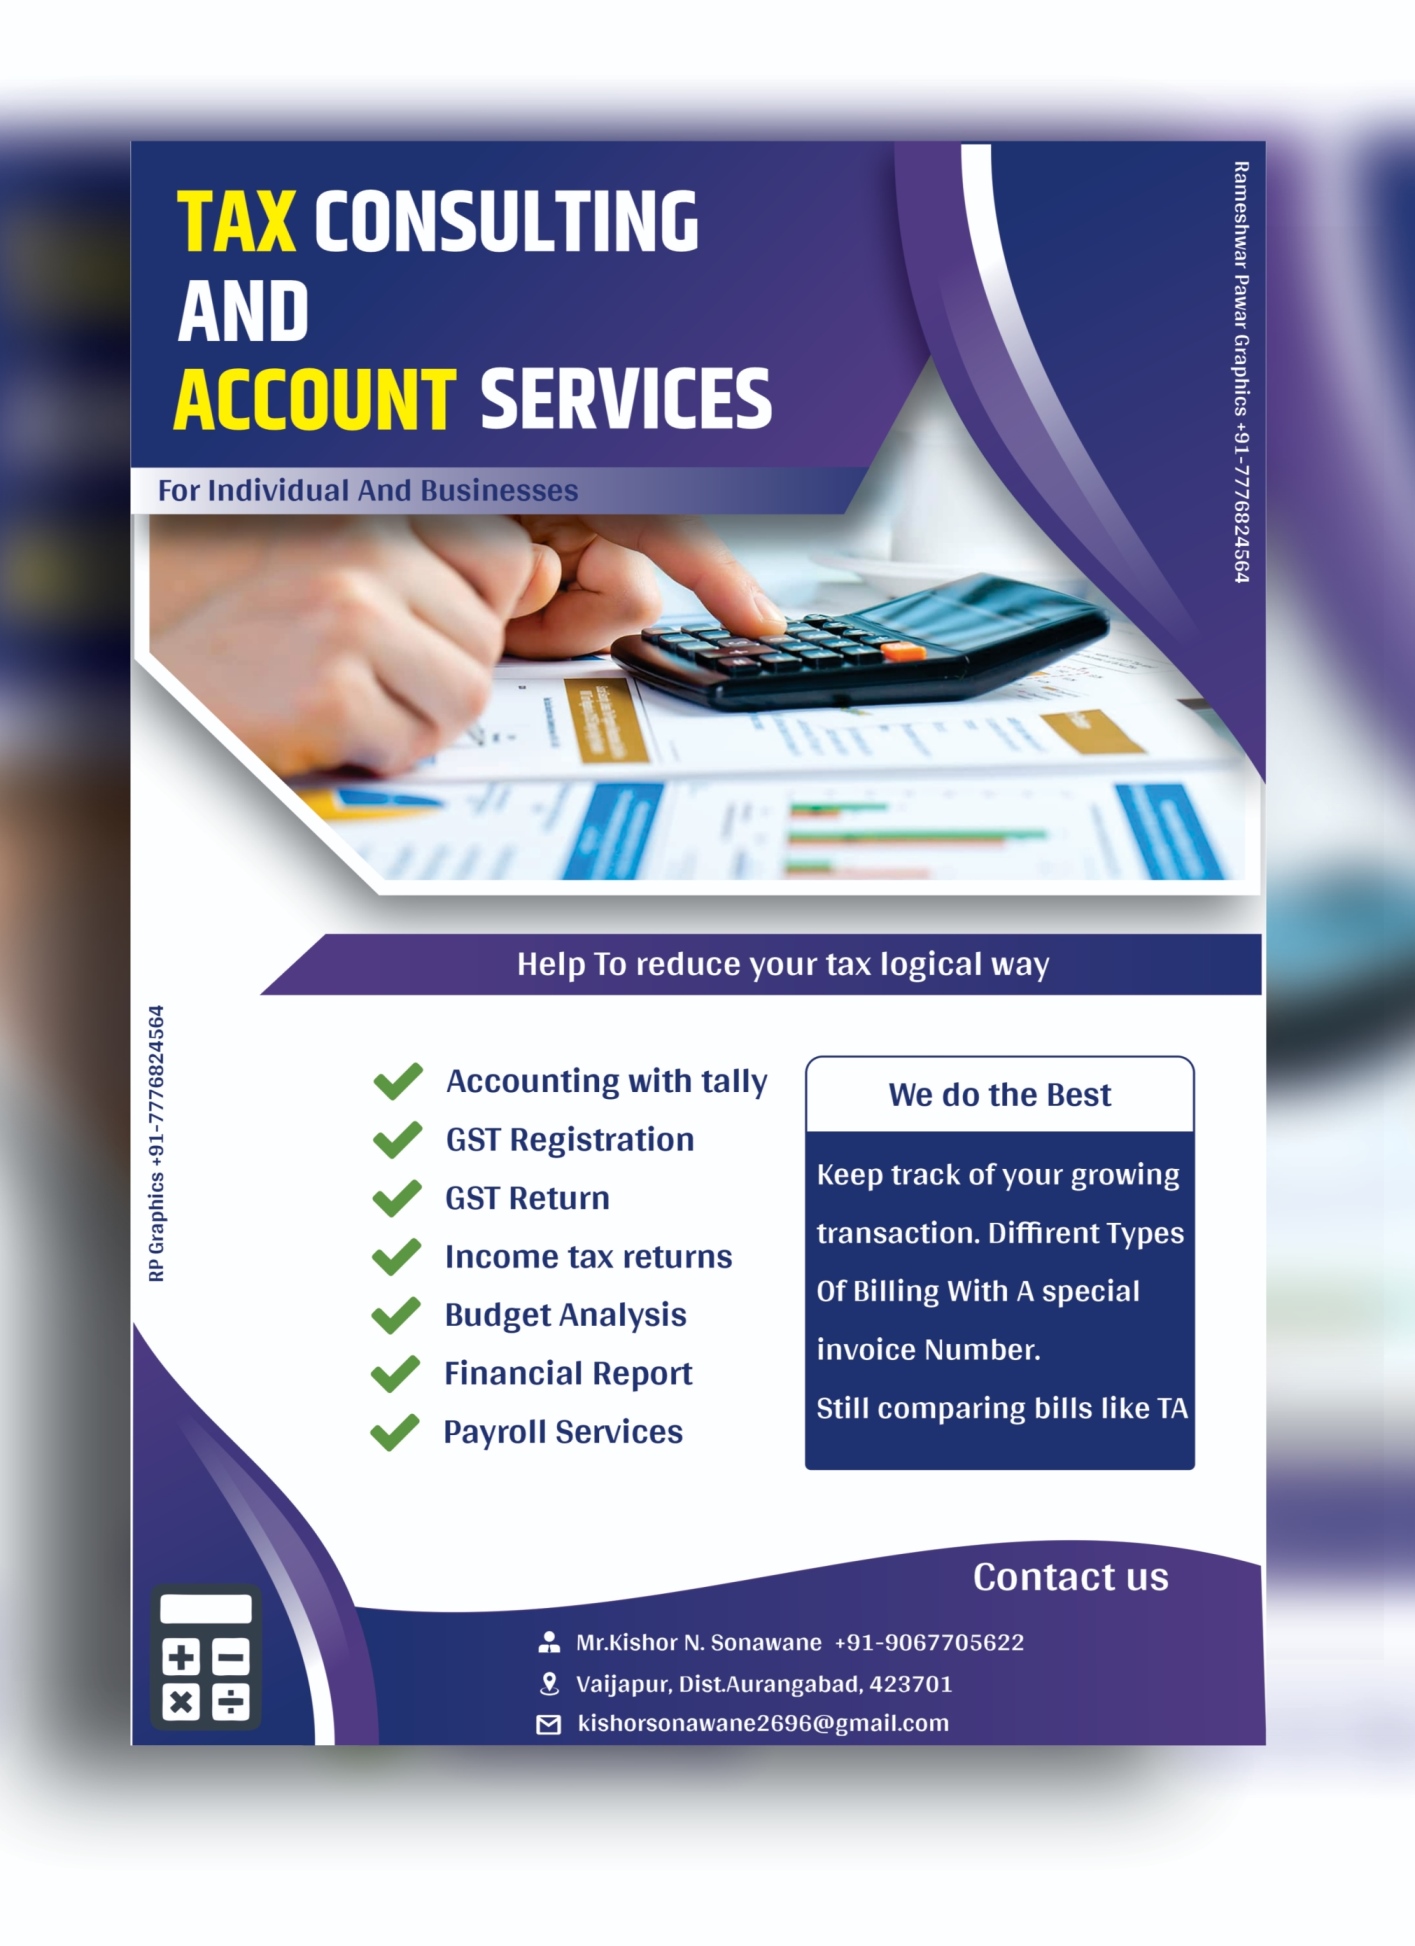 TAX CONSULTING
AND
ACCOUNT SERVICES
For Individual And Businesses
Rameshwar Pawar Graphics +91-7776824564
Help To reduce your tax logical way
RP Graphics +91-7776824564
Accounting with tally
GST Registration
GST Return
Income tax returns
Budget Analysis
Financial Report
Payroll Services
We do the Best
Keep track of your growing
transaction. Diffirent Types
Of Billing With A special
invoice Number.
Still comparing bills like TA
Contact us
Mr.Kishor N. Sonawane +91-9067705622
Vaijapur, Dist.Aurangabad, 423701
kishorsonawane2696@gmail.com